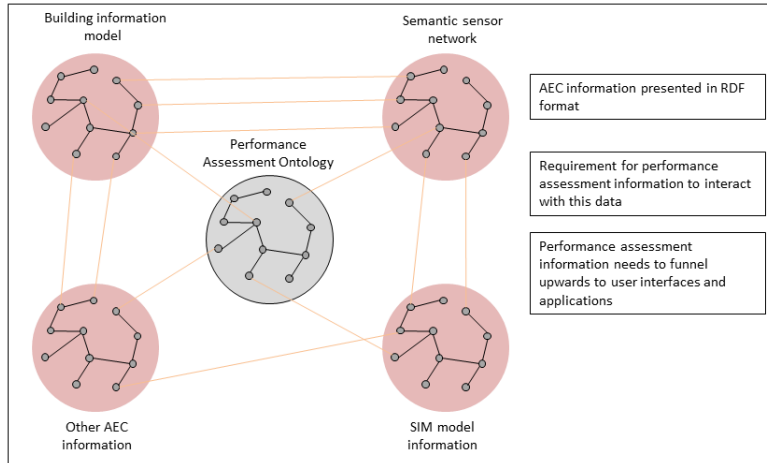 Building information
model
Semantic sensor
network
AEC information presented in RDF
format
Performance
Assessment Ontology
Requirement for performance
assessment information to interact
with this data
Performance assessment
information needs to funnel
upwards to user interfaces and
applications
Other AEC
information
SIM model
information